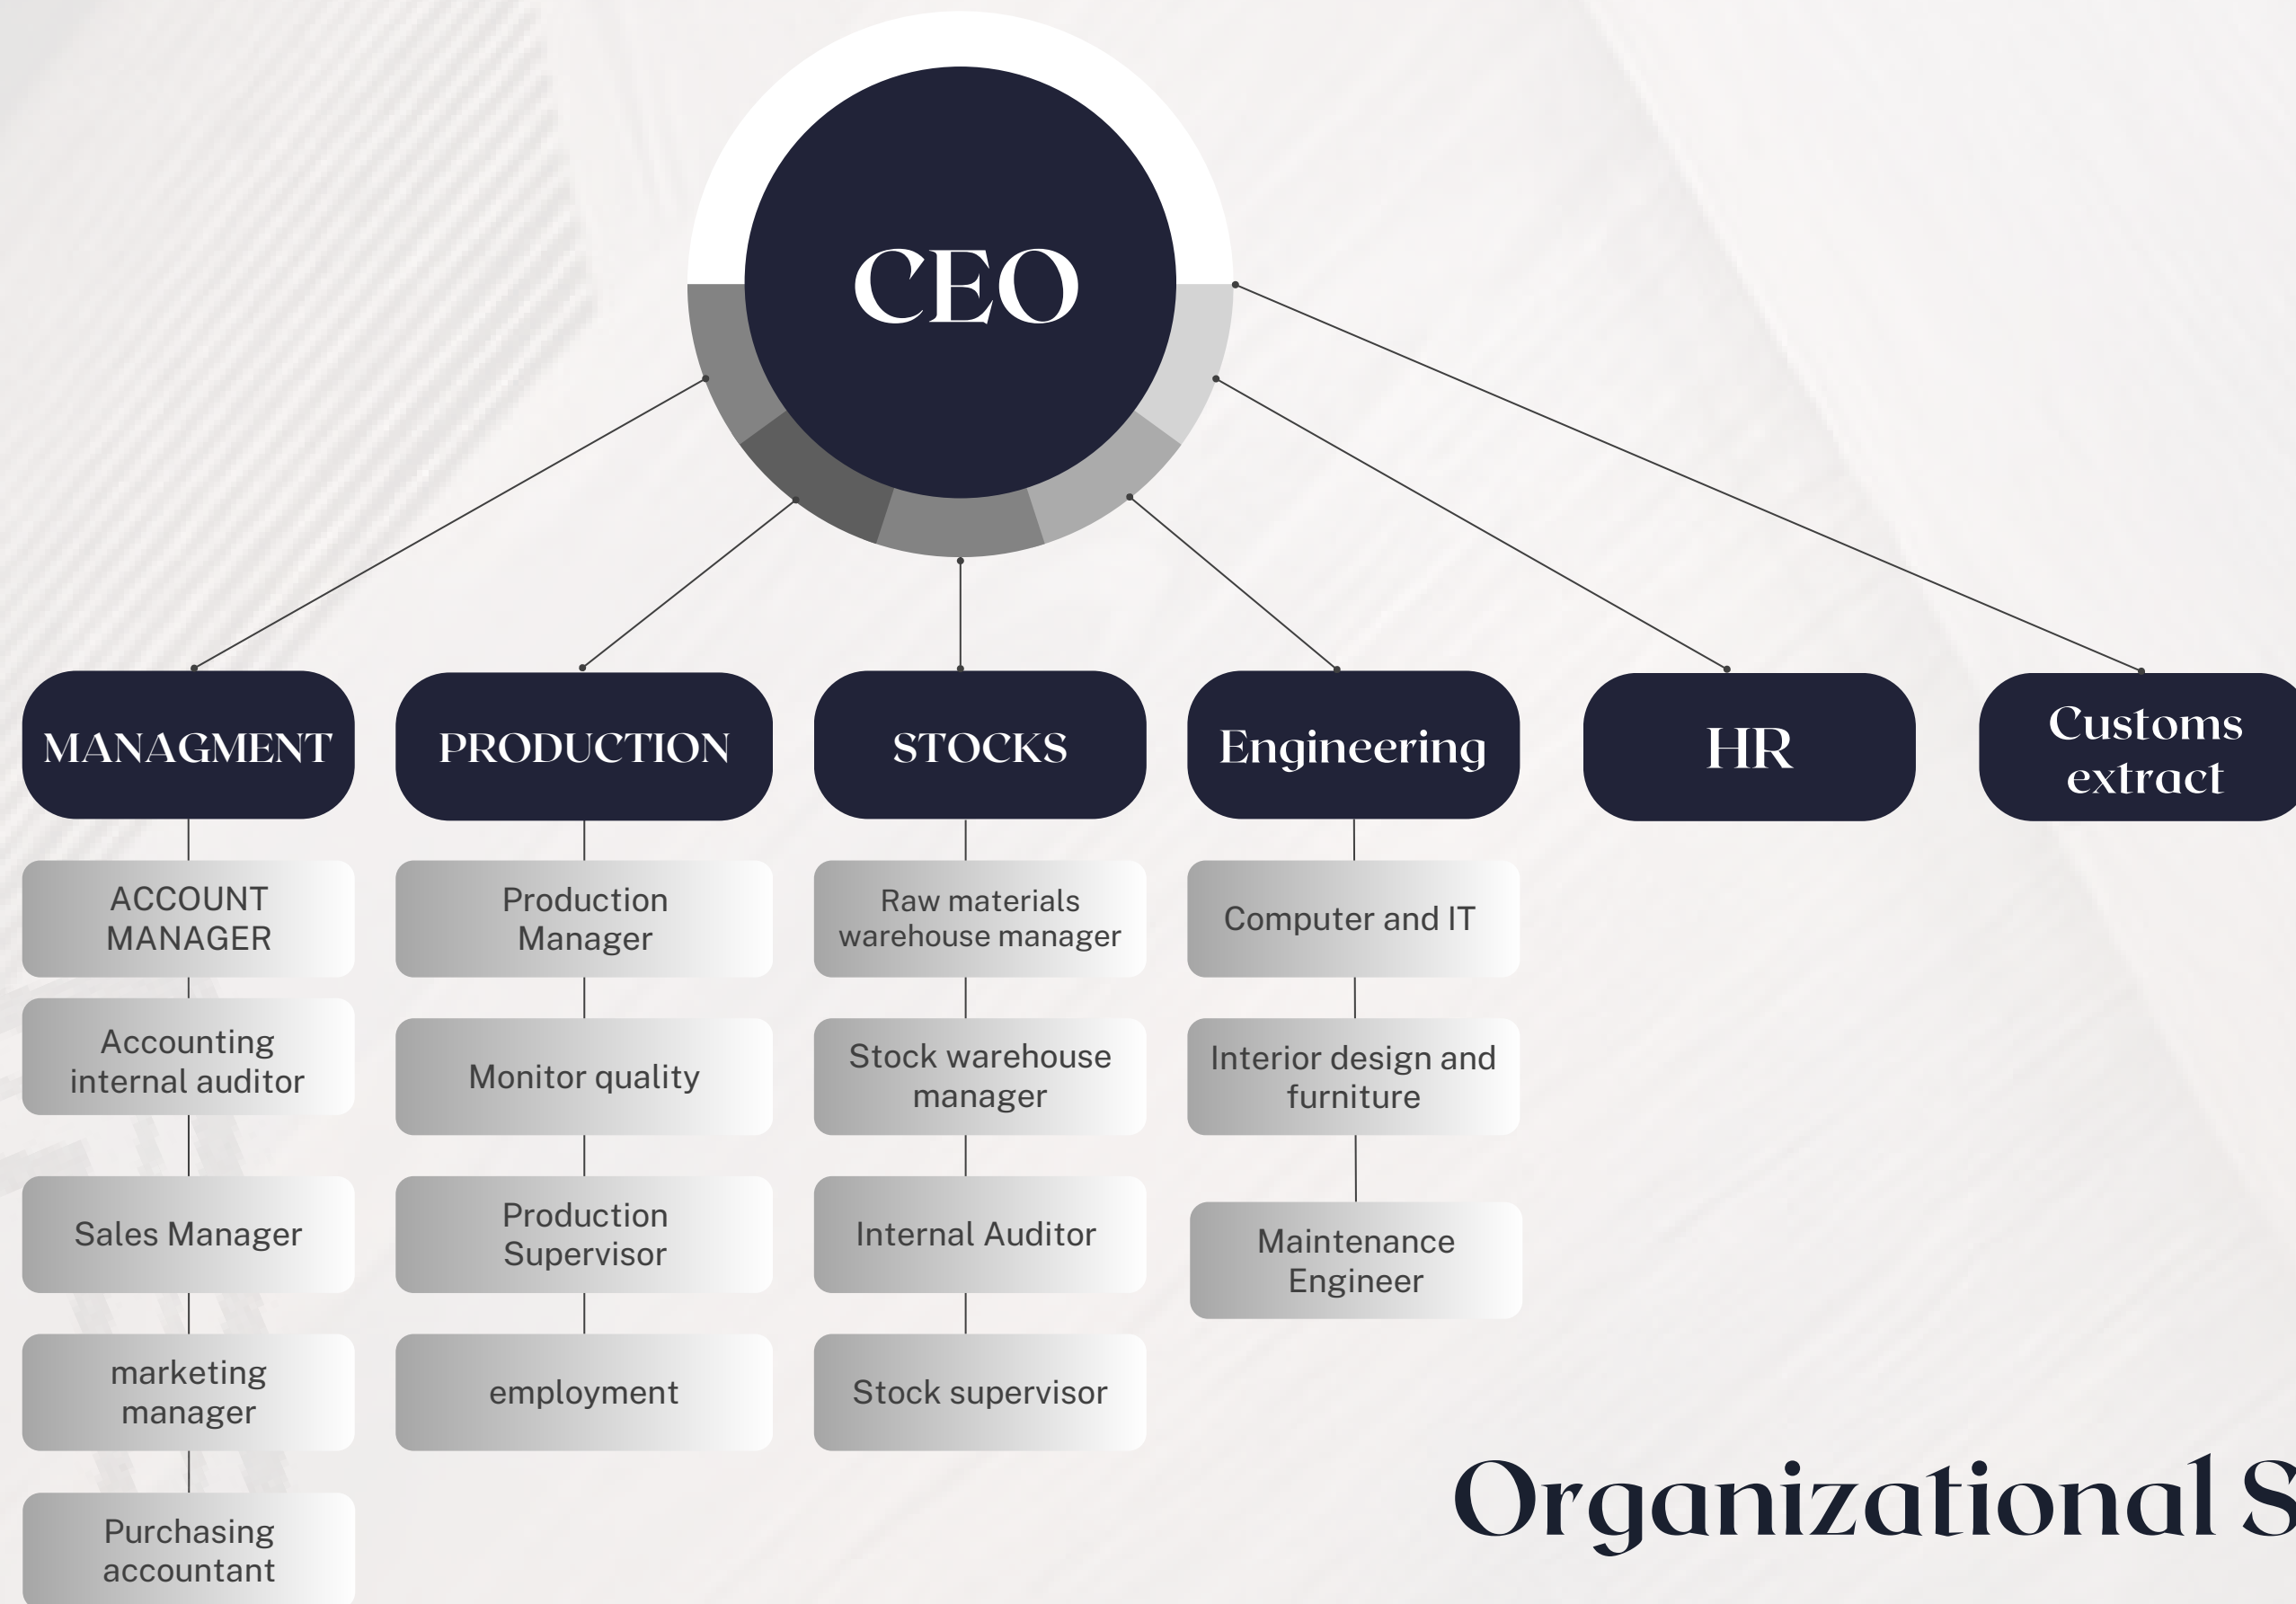 CEO
MANAGMENT
PRODUCTION
STOCKS
Engineering
HR
Customs
extract
ACCOUNT
MANAGER
Accounting
internal auditor
Sales Manager
marketing
manager
Purchasing
accountant
Production
Manager
Monitor quality
Production
Supervisor
employment
Raw materials
warehouse manager
Stock warehouse
manager
Internal Auditor
Stock supervisor
Computer and IT
Interior design and
furniture
Maintenance
Engineer
Organizational S